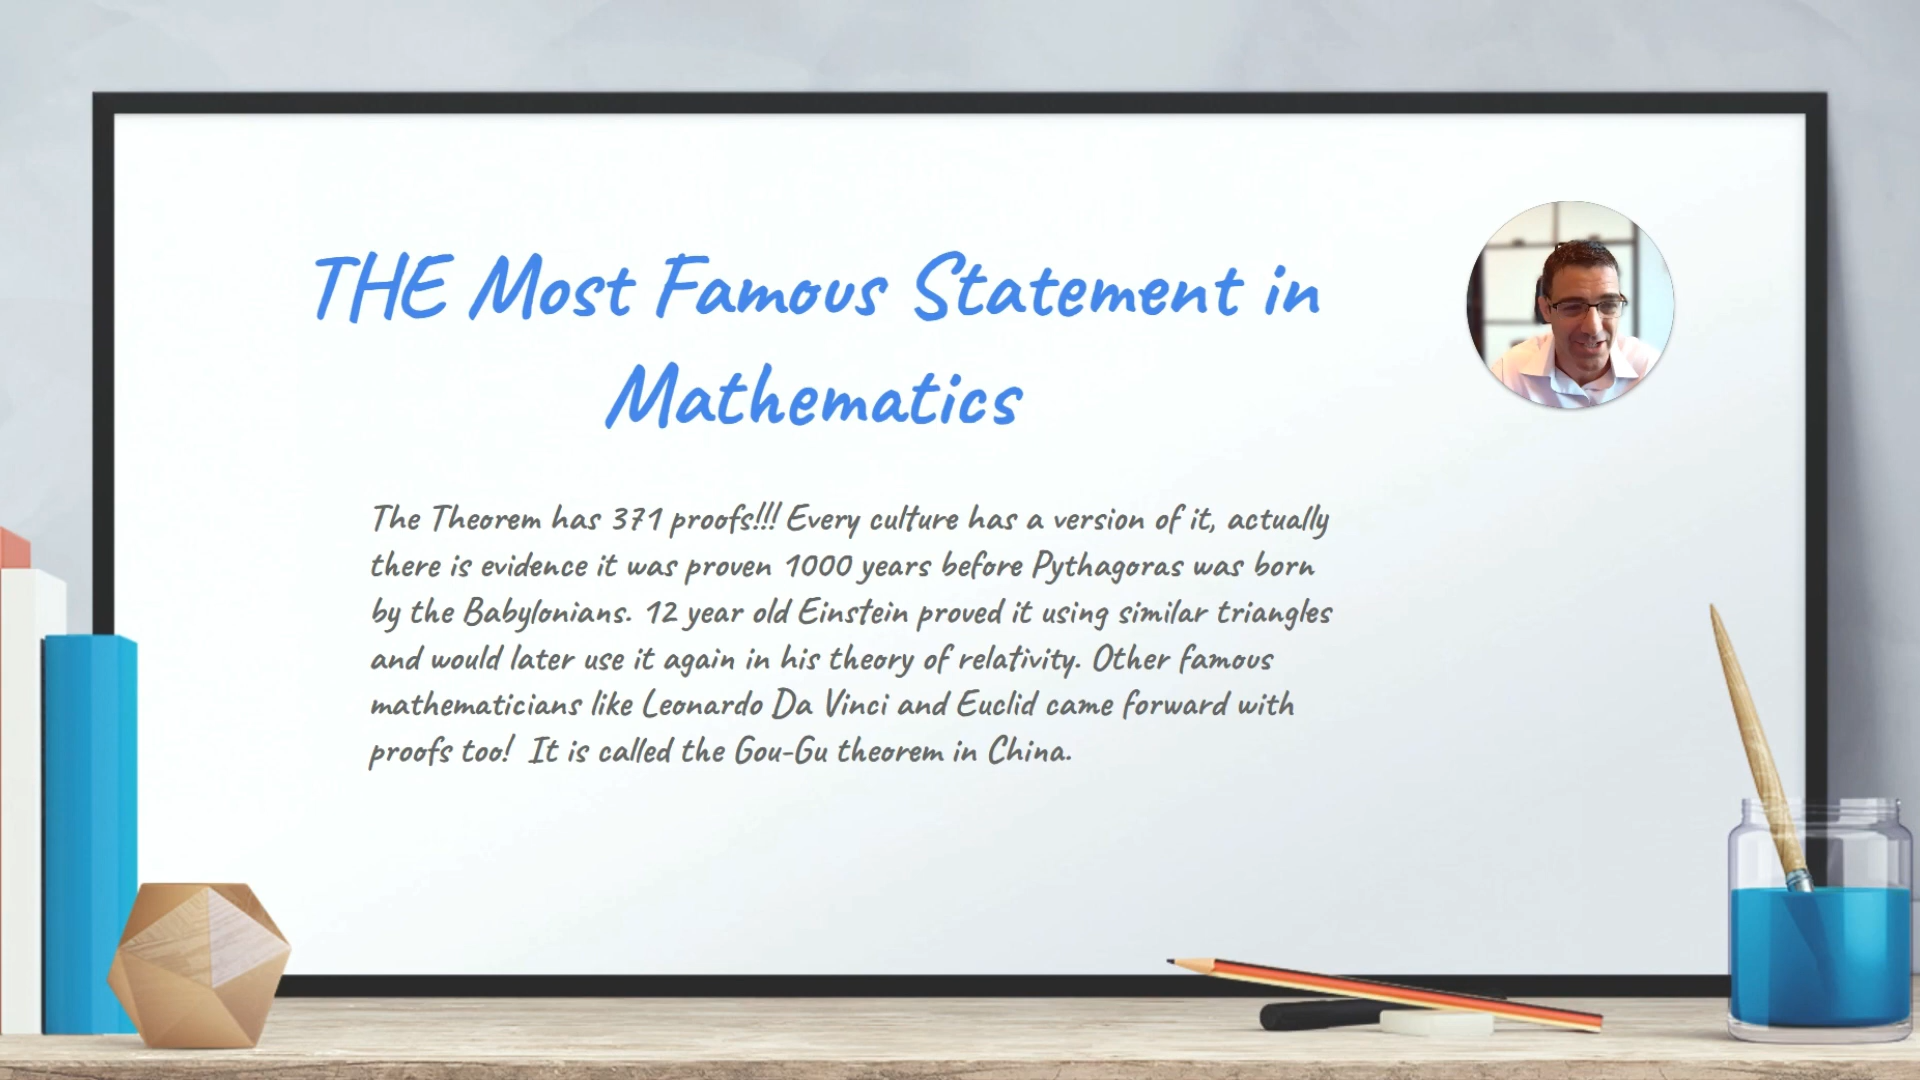 THE Most Famous Statement in
Mathematics
The Theorem has 371 proofs!!! Every culture has a version of it, actually
there is evidence it was proven 1000 years before Pythagoras was born
by the Babylonians. 12 year old Einstein proved it using similar triangles
and would later use it again in his theory of relativity. Other famous
mathematicians like Leonardo Da Vinci and Euclid came forward with
proofs too! It is called the Gou-Gu theorem in China.